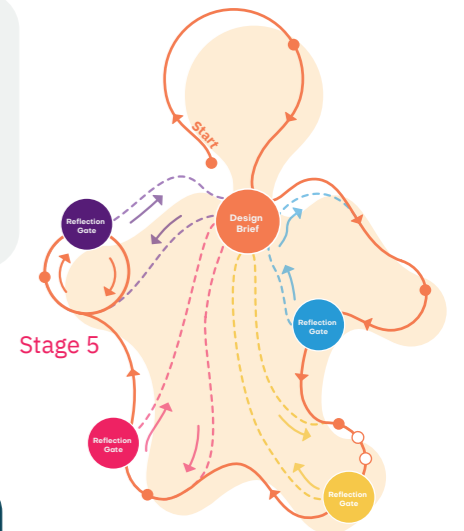 Start
Design
Brief
Reflection
Gate
Reflection
Gate
Stage 5
Reflection
Gate
Reflection
Gate